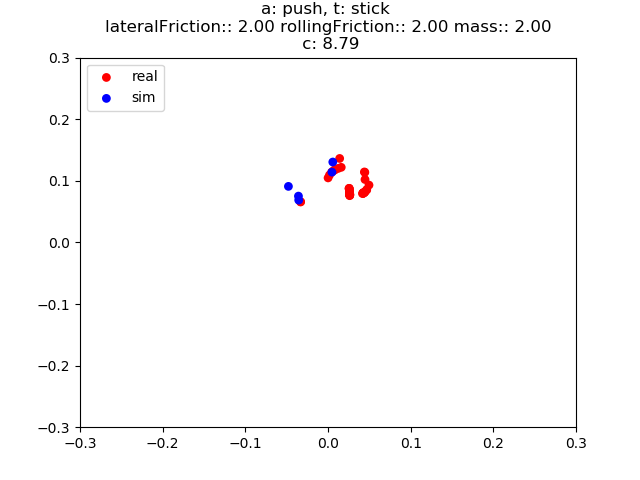 a: push, t: stick
lateralFriction:: 2.00 rollingFriction:: 2.00 mass:: 2.00
c: 8.79
real
sim
0.3
0.2
0.1
0.0
−0.1
−0.2
−0.3
−0.3 −0.2 −0.1 0.0 0.1 0.2 0.3